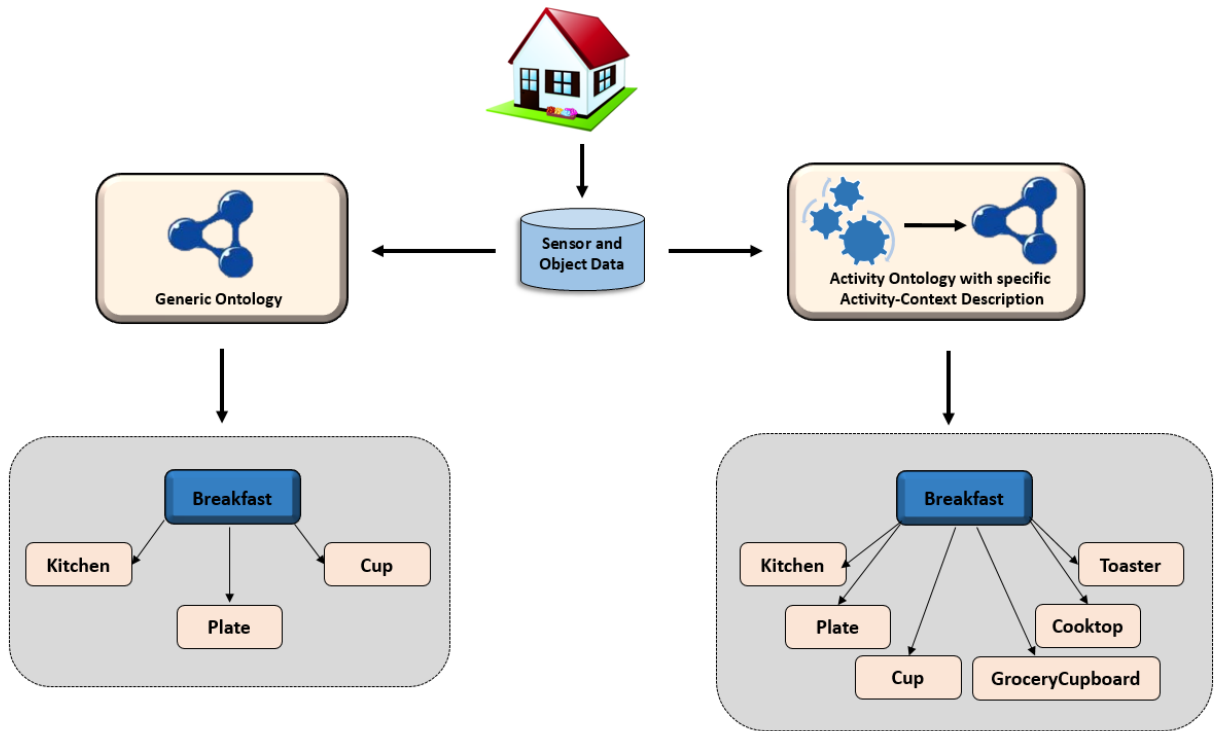 Sensor and
Object Data
Generic Ontology
Activity Ontology with specific
Activity-Context Description
Breakfast
Kitchen
Cup
Plate
Breakfast
Kitchen
Toaster
Plate
Cooktop
Cup
GroceryCupboard